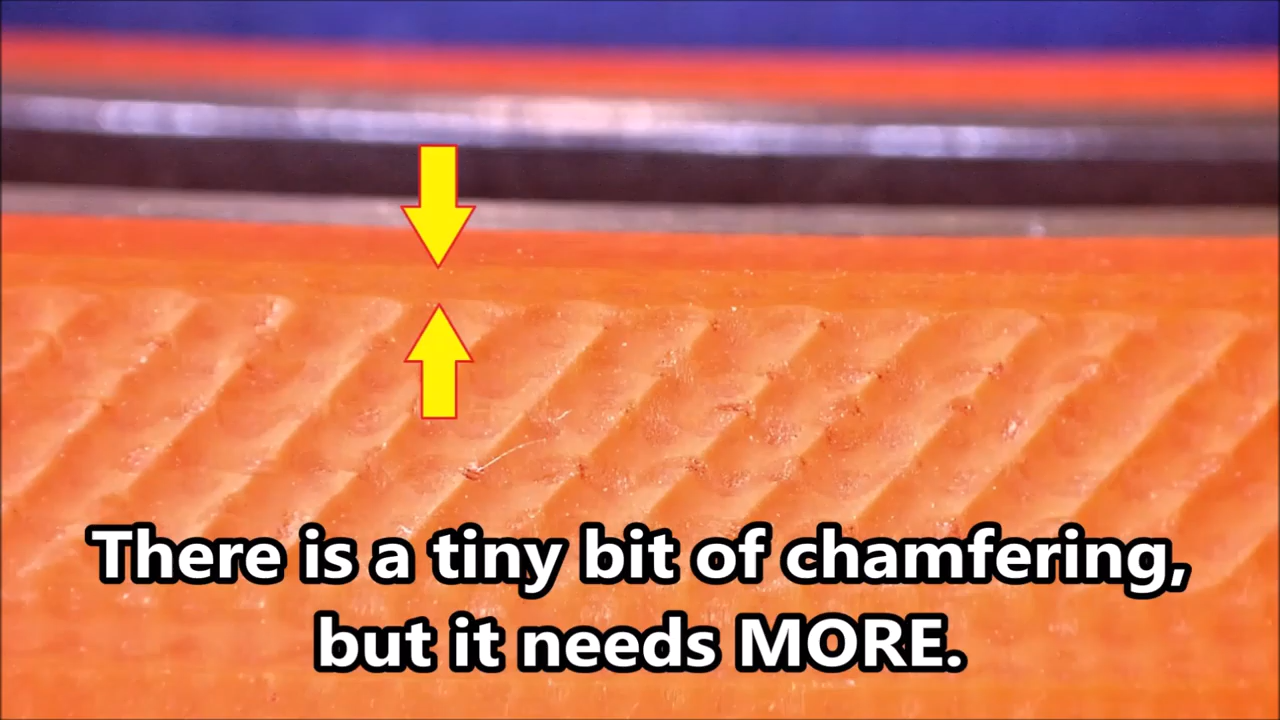 There is a tiny bit of chamfering,
but it needs MORE.